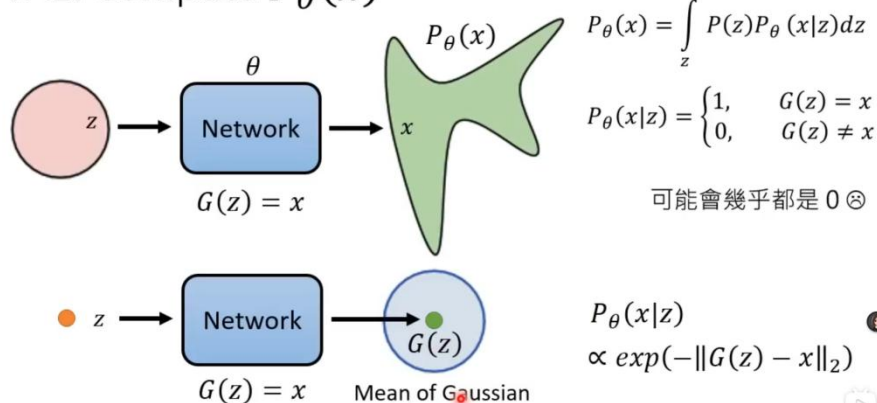 P_θ(x)
θ
z
Network
x
G(z) = x
P_θ(x) = ∫_z P(z)P_θ(x|z)dz
P_θ(x|z) = {1, G(z) = x
0, G(z) ≠ x
可能會幾乎都是 0 ☹
z
Network
G(z)
G(z) = x
Mean of Gaussian
P_θ(x|z)
∝ exp(−‖G(z) − x‖₂)